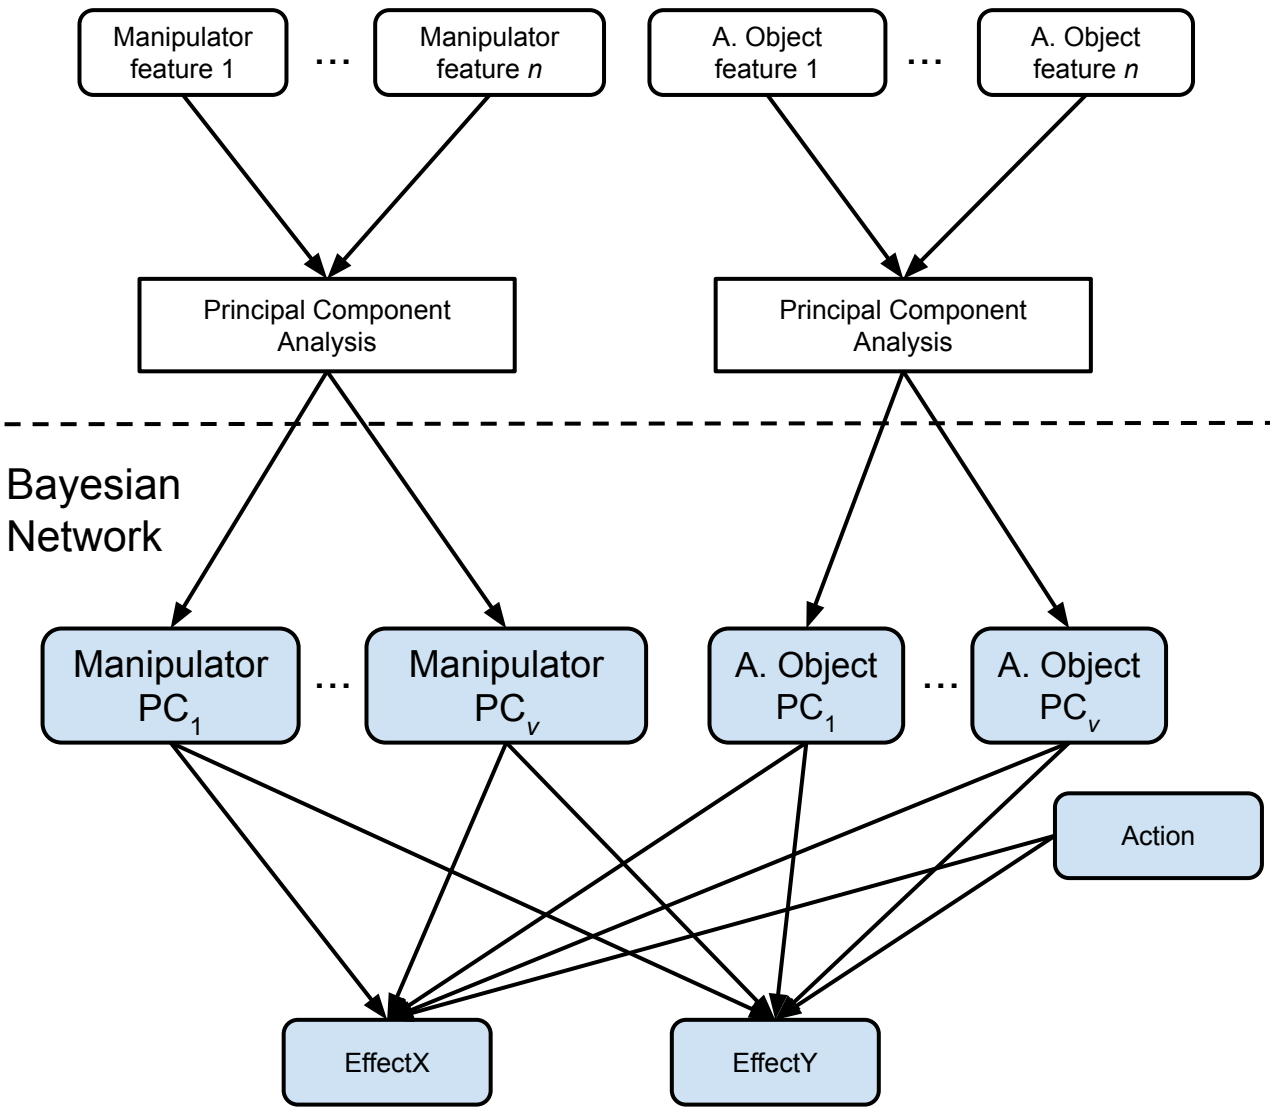 Manipulator
feature 1
...
Manipulator
feature n
A. Object
feature 1
...
A. Object
feature n
Principal Component
Analysis
Principal Component
Analysis
Bayesian
Network
Manipulator
PC1
...
Manipulator
PCv
A. Object
PC1
...
A. Object
PCv
Action
EffectX
EffectY